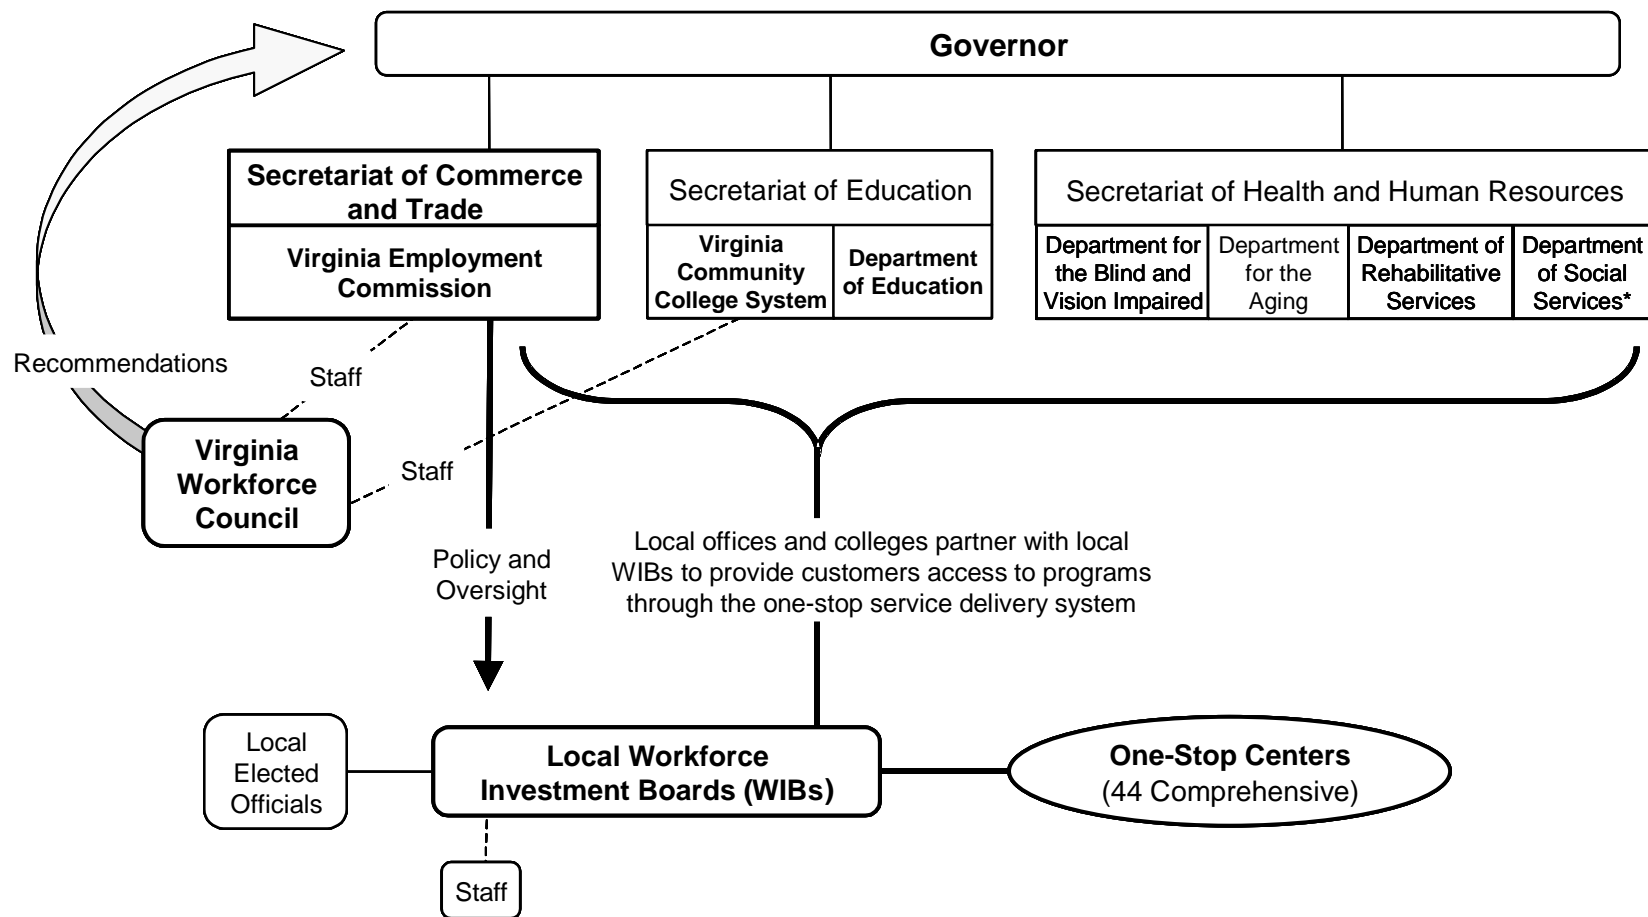 Governor
Secretariat of Commerce
and Trade
Virginia Employment
Commission
Secretariat of Education
Virginia
Community
College System
Department
of Education
Secretariat of Health and Human Resources
Department for
the Blind and
Vision Impaired
Department
for the
Aging
Department of
Rehabilitative
Services
Department
of Social
Services*
Recommendations
Staff
Staff
Virginia
Workforce
Council
Policy and
Oversight
Local offices and colleges partner with local
WIBs to provide customers access to programs
through the one-stop service delivery system
Local
Elected
Officials
Local Workforce
Investment Boards (WIBs)
One-Stop Centers
(44 Comprehensive)
Staff